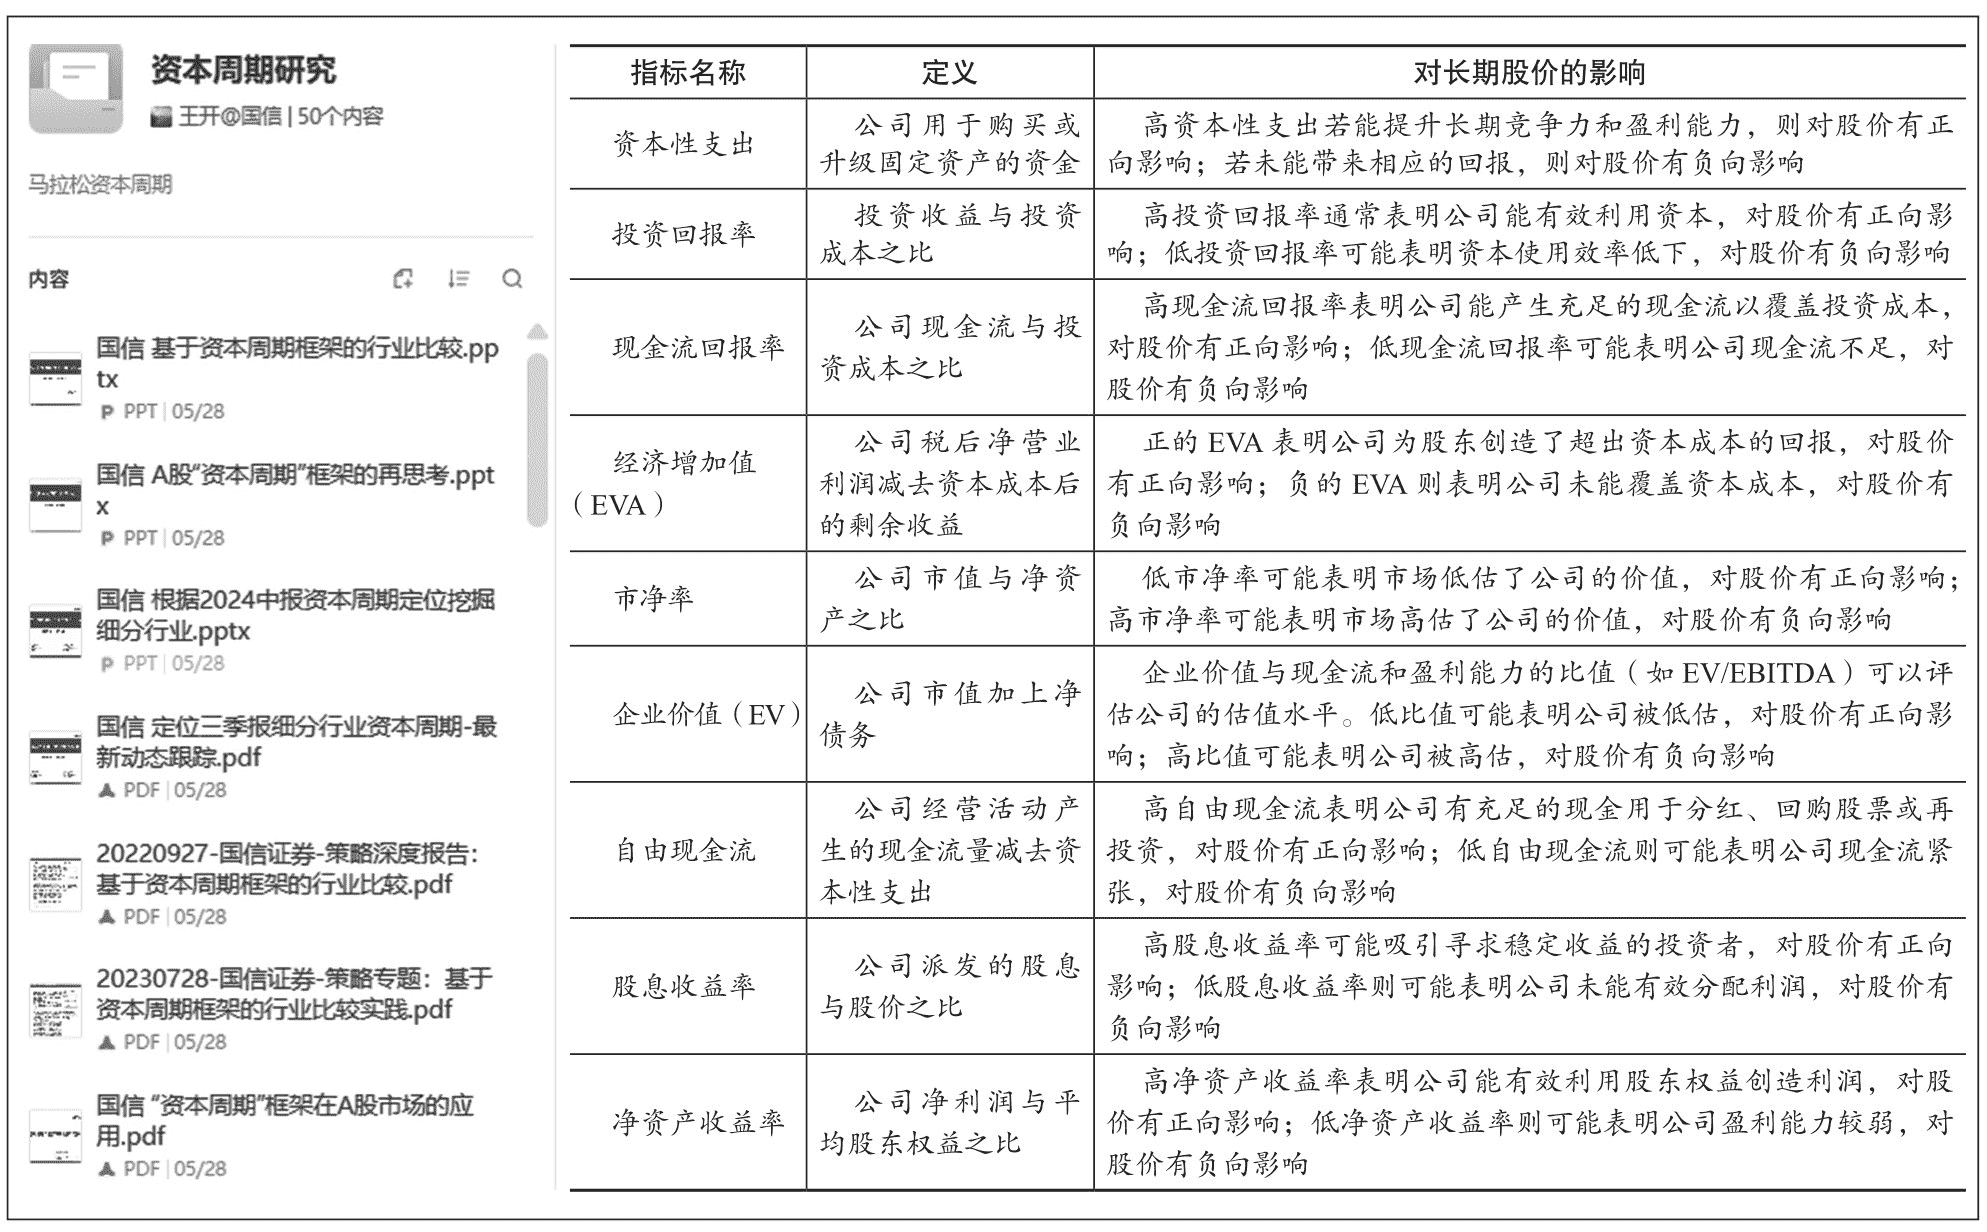 资本周期研究
王开@国信 | 50个内容
马拉松资本周期
内容
国信 基于资本周期框架的行业比较.pp
tx
PPT | 05/28
国信 A股“资本周期”框架的再思考.ppt
x
PPT | 05/28
国信 根据2024中报资本周期定位挖掘
细分行业.pptx
PPT | 05/28
国信 定位三季报细分行业资本周期-最
新动态跟踪.pdf
PDF | 05/28
20220927-国信证券-策略深度报告：
基于资本周期框架的行业比较.pdf
PDF | 05/28
20230728-国信证券-策略专题：基于
资本周期框架的行业比较实践.pdf
PDF | 05/28
国信 “资本周期”框架在A股市场的应
用.pdf
PDF | 05/28
指标名称 定义 对长期股价的影响
资本性支出
公司用于购买或
升级固定资产的资金
高资本性支出若能提升长期竞争力和盈利能力，则对股价有正
向影响；若未能带来相应的回报，则对股价有负向影响
投资回报率
投资收益与投资
成本之比
高投资回报率通常表明公司能有效利用资本，对股价有正向影
响；低投资回报率可能表明资本使用效率低下，对股价有负向影响
现金流回报率
公司现金流与投
资成本之比
高现金流回报率表明公司能产生充足的现金流以覆盖投资成本，
对股价有正向影响；低现金流回报率可能表明公司现金流不足，对
股价有负向影响
经济增加值
（EVA）
公司税后净营业
利润减去资本成本后
的剩余收益
正的 EVA 表明公司为股东创造了超出资本成本的回报，对股价
有正向影响；负的 EVA 则表明公司未能覆盖资本成本，对股价有
负向影响
市净率
公司市值与净资
产之比
低市净率可能表明市场低估了公司的价值，对股价有正向影响；
高市净率可能表明市场高估了公司的价值，对股价有负向影响
企业价值（EV）
公司市值加上净
债务
企业价值与现金流和盈利能力的比值（如 EV/EBITDA）可以评
估公司的估值水平。低比值可能表明公司被低估，对股价有正向影
响；高比值可能表明公司被高估，对股价有负向影响
自由现金流
公司经营活动产
生的现金流量减去资
本性支出
高自由现金流表明公司有充足的现金用于分红、回购股票或再
投资，对股价有正向影响；低自由现金流则可能表明公司现金流紧
张，对股价有负向影响
股息收益率
公司派发的股息
与股价之比
高股息收益率可能吸引寻求稳定收益的投资者，对股价有正向
影响；低股息收益率则可能表明公司未能有效分配利润，对股价有
负向影响
净资产收益率
公司净利润与平
均股东权益之比
高净资产收益率表明公司能有效利用股东权益创造利润，对股
价有正向影响；低净资产收益率则可能表明公司盈利能力较弱，对
股价有负向影响